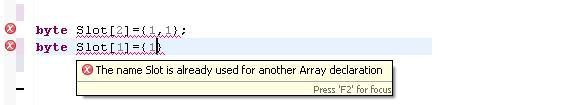 byte Slot[2]={1,1};
byte Slot[1]={1}
The name Slot is already used for another Array declaration
Press 'F2' for focus